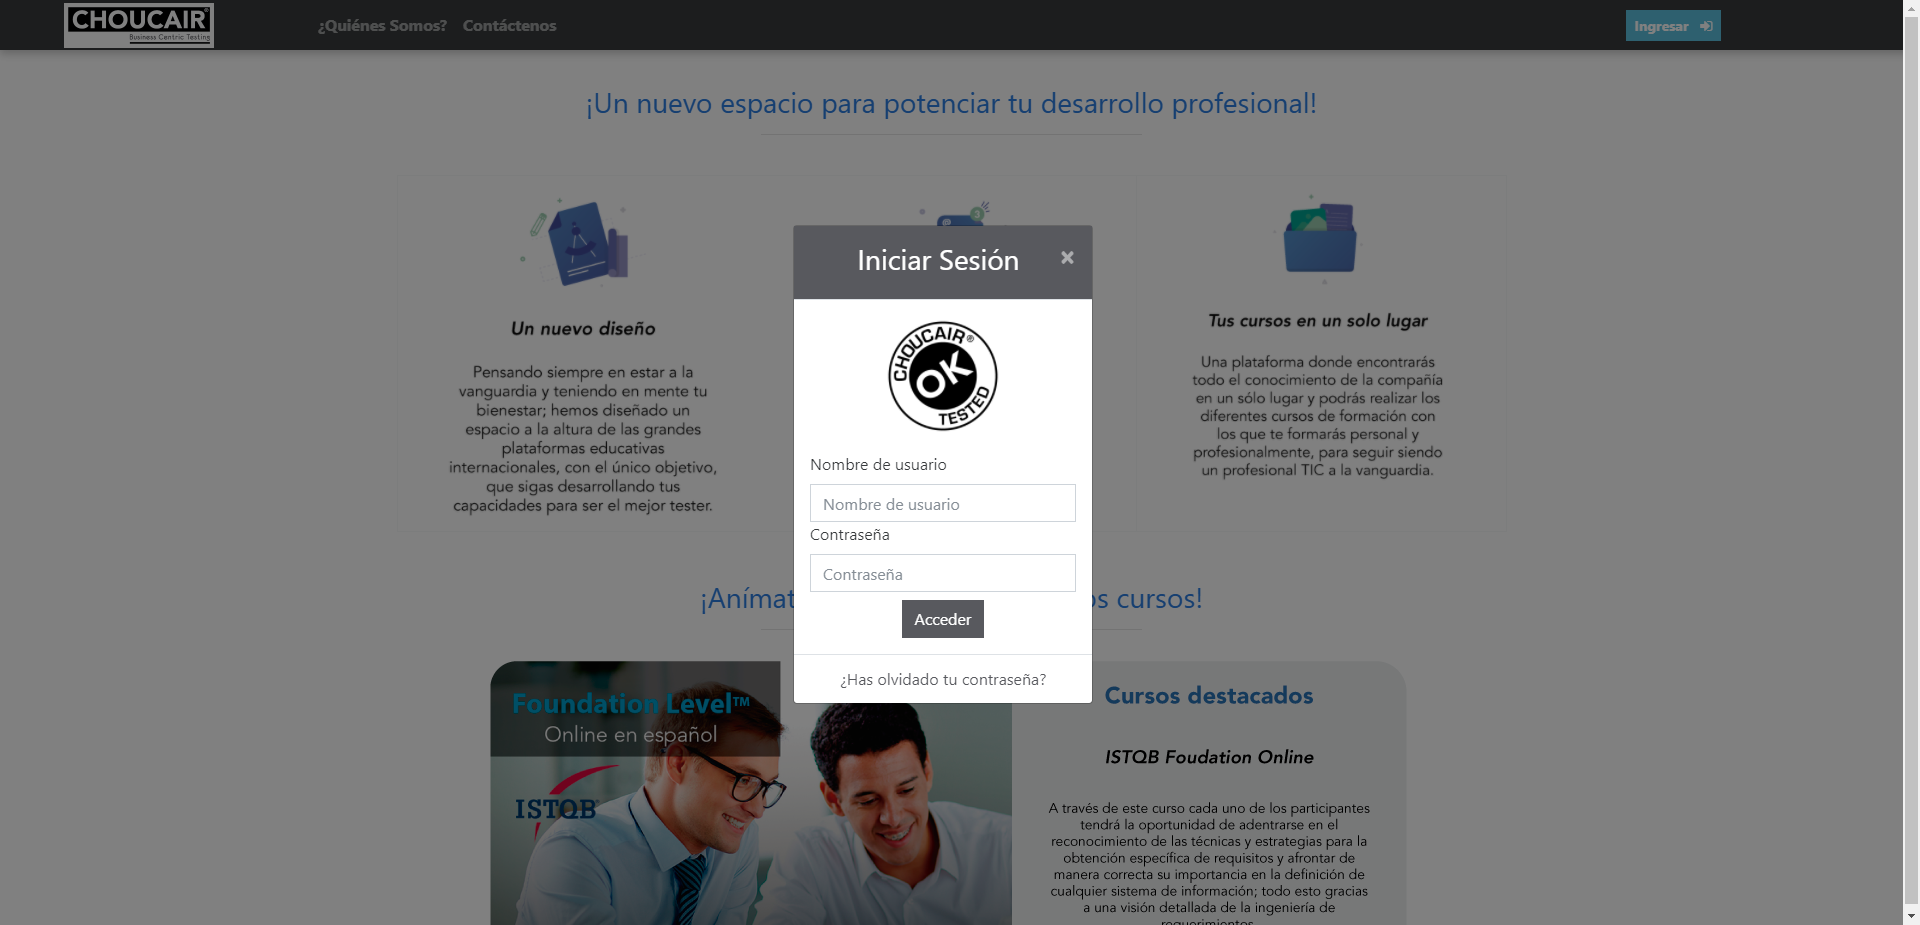 CHOUCAIR®
Business Centric Testing
¿Quiénes Somos? Contáctenos
Ingresar
¡Un nuevo espacio para potenciar tu desarrollo profesional!
Un nuevo diseño
Pensando siempre en estar a la
vanguardia y teniendo en mente tu
bienestar; hemos diseñado un
espacio a la altura de las grandes
plataformas educativas
internacionales, con el único objetivo,
que sigas desarrollando tus
capacidades para ser el mejor tester.
3
Iniciar Sesión ×
CHOUCAIR®
OK
TESTED
Nombre de usuario
Nombre de usuario
Contraseña
Contraseña
Acceder
¿Has olvidado tu contraseña?
Tus cursos en un solo lugar
Una plataforma donde encontrarás
todo el conocimiento de la compañía
en un sólo lugar y podrás realizar los
diferentes cursos de formación con
los que te formarás personal y
profesionalmente, para seguir siendo
un profesional TIC a la vanguardia.
cursos!
Foundation Level™
Online en español
ISTQB®
Cursos destacados
ISTQB Foudation Online
A través de este curso cada uno de los participantes
tendrá la oportunidad de adentrarse en el
reconocimiento de las técnicas y estrategias para la
obtención específica de requisitos y afrontar de
manera correcta su importancia en la definición de
cualquier sistema de información; todo esto gracias
a una visión detallada de la ingeniería de
requerimientos